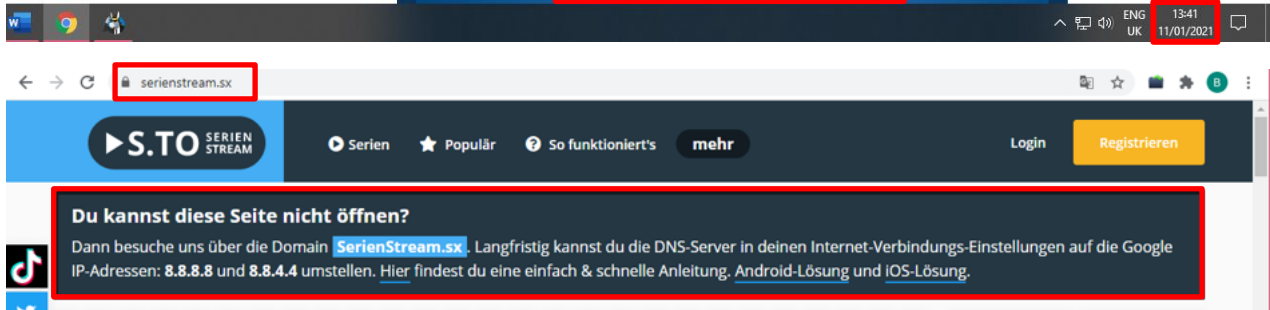 ENG 13:41
UK 11/01/2021
serienstream.sx
B
S.TO SERIEN STREAM
Serien Populär So funktioniert's mehr Login Registrieren
Du kannst diese Seite nicht öffnen?
Dann besuche uns über die Domain SerienStream.sx. Langfristig kannst du die DNS-Server in deinen Internet-Verbindungs-Einstellungen auf die Google
IP-Adressen: 8.8.8.8 und 8.8.4.4 umstellen. Hier findest du eine einfach & schnelle Anleitung. Android-Lösung und iOS-Lösung.